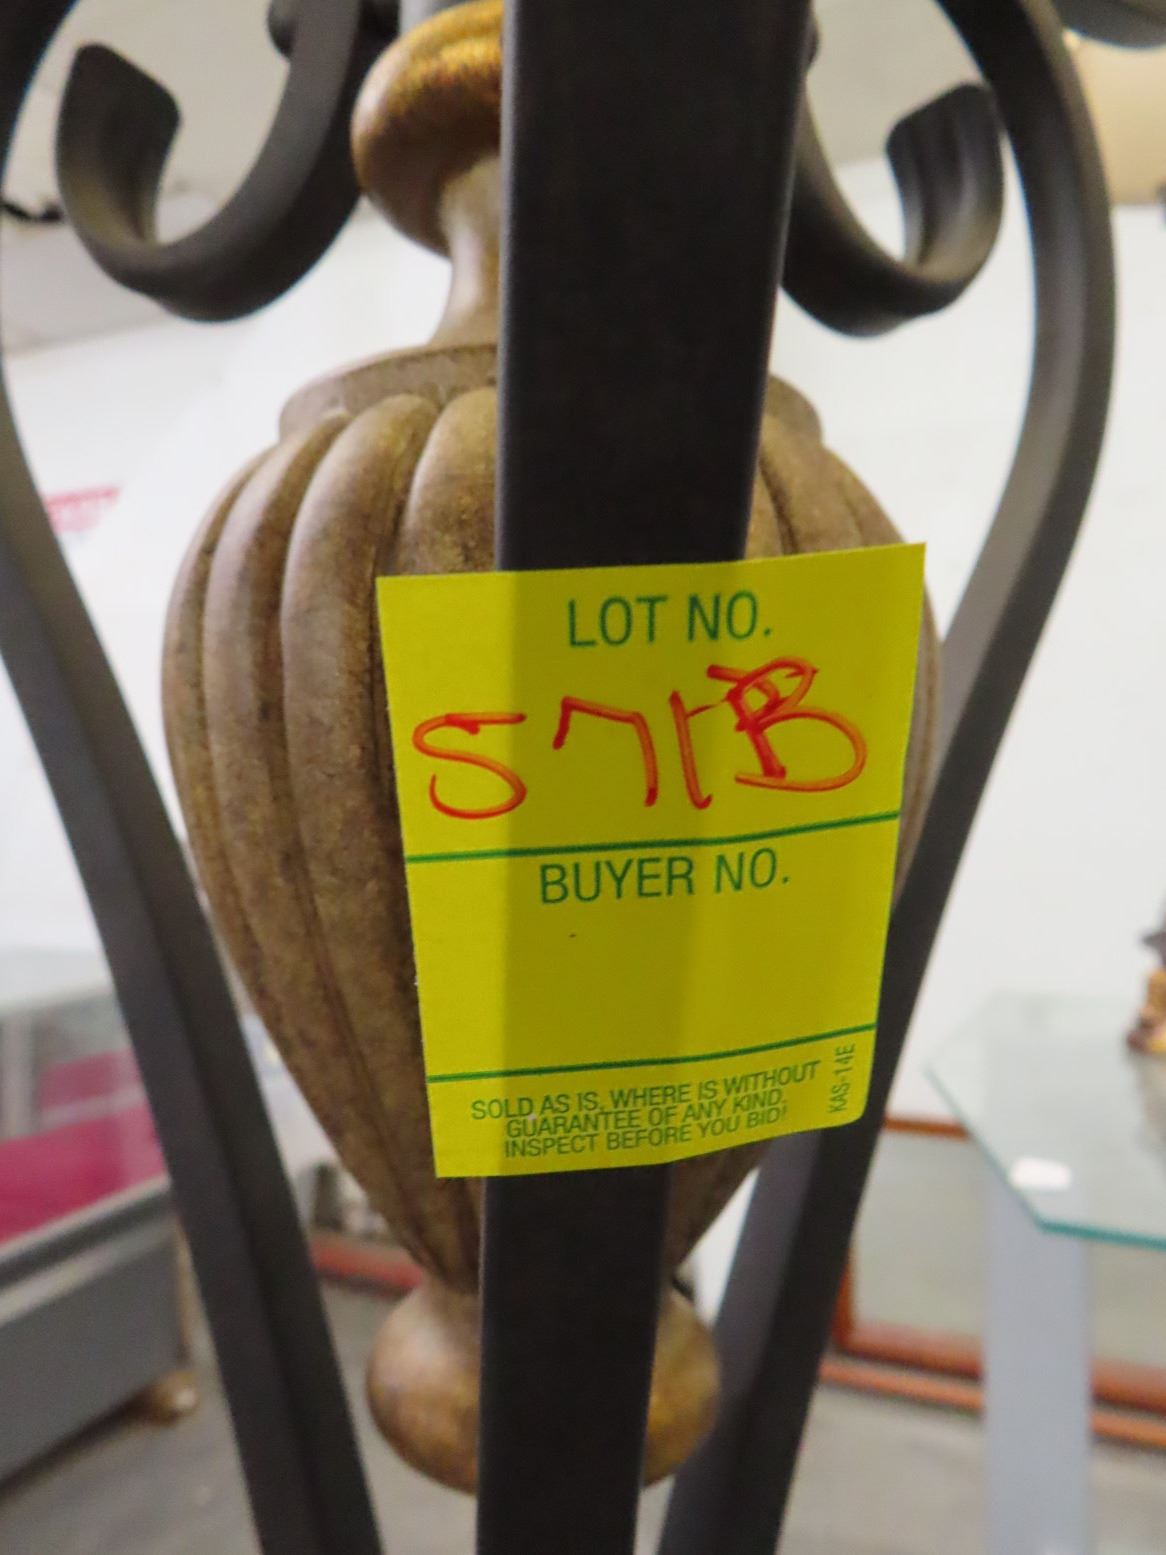 LOT NO.
571B
BUYER NO.
SOLD AS IS, WHERE IS WITHOUT
GUARANTEE OF ANY KIND.
INSPECT BEFORE YOU BID!
KAS-14E